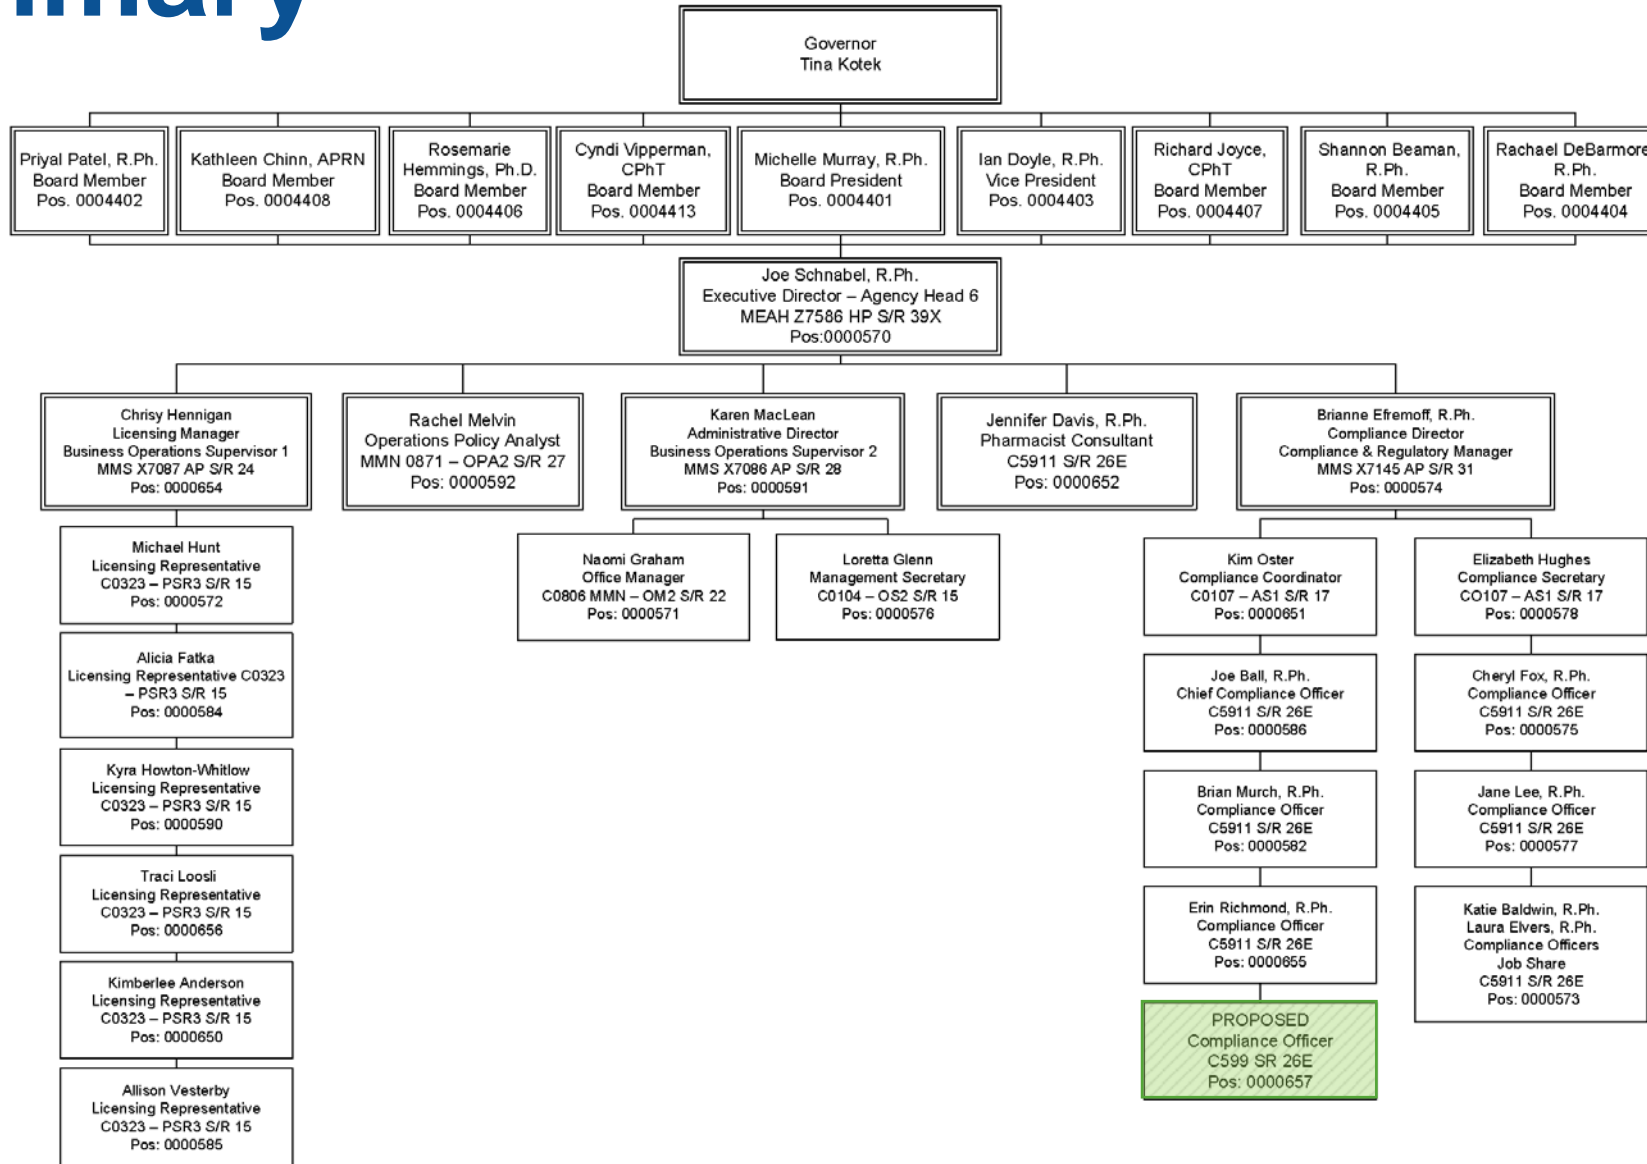 Governor
Tina Kotek
Priyal Patel, R.Ph.
Board Member
Pos. 0004402
Kathleen Chinn, APRN
Board Member
Pos. 0004408
Rosemarie
Hemmings, Ph.D.
Board Member
Pos. 0004406
Cyndi Vipperman,
CPhT
Board Member
Pos. 0004413
Michelle Murray, R.Ph.
Board President
Pos. 0004401
Ian Doyle, R.Ph.
Vice President
Pos. 0004403
Richard Joyce,
CPhT
Board Member
Pos. 0004407
Shannon Beaman,
R.Ph.
Board Member
Pos. 0004405
Rachael DeBarmore
R.Ph.
Board Member
Pos. 0004404
Joe Schnabel, R.Ph.
Executive Director – Agency Head 6
MEAH Z7586 HP S/R 39X
Pos:0000570
Chrisy Hennigan
Licensing Manager
Business Operations Supervisor 1
MMS X7087 AP S/R 24
Pos: 0000654
Rachel Melvin
Operations Policy Analyst
MMN 0871 – OPA2 S/R 27
Pos: 0000592
Karen MacLean
Administrative Director
Business Operations Supervisor 2
MMS X7086 AP S/R 28
Pos: 0000591
Jennifer Davis, R.Ph.
Pharmacist Consultant
C5911 S/R 26E
Pos: 0000652
Brianne Efremoff, R.Ph.
Compliance Director
Compliance & Regulatory Manager
MMS X7145 AP S/R 31
Pos: 0000574
Michael Hunt
Licensing Representative
C0323 – PSR3 S/R 15
Pos: 0000572
Alicia Fatka
Licensing Representative C0323
– PSR3 S/R 15
Pos: 0000584
Kyra Howton-Whitlow
Licensing Representative
C0323 – PSR3 S/R 15
Pos: 0000590
Traci Loosli
Licensing Representative
C0323 – PSR3 S/R 15
Pos: 0000656
Kimberlee Anderson
Licensing Representative
C0323 – PSR3 S/R 15
Pos: 0000650
Allison Vesterby
Licensing Representative
C0323 – PSR3 S/R 15
Pos: 0000585
Naomi Graham
Office Manager
C0806 MMN – OM2 S/R 22
Pos: 0000571
Loretta Glenn
Management Secretary
C0104 – OS2 S/R 15
Pos: 0000576
Kim Oster
Compliance Coordinator
C0107 – AS1 S/R 17
Pos: 0000651
Joe Ball, R.Ph.
Chief Compliance Officer
C5911 S/R 26E
Pos: 0000586
Brian Murch, R.Ph.
Compliance Officer
C5911 S/R 26E
Pos: 0000582
Erin Richmond, R.Ph.
Compliance Officer
C5911 S/R 26E
Pos: 0000655
PROPOSED
Compliance Officer
C599 SR 26E
Pos: 0000657
Elizabeth Hughes
Compliance Secretary
CO107 – AS1 S/R 17
Pos: 0000578
Cheryl Fox, R.Ph.
Compliance Officer
C5911 S/R 26E
Pos: 0000575
Jane Lee, R.Ph.
Compliance Officer
C5911 S/R 26E
Pos: 0000577
Katie Baldwin, R.Ph.
Laura Elvers, R.Ph.
Compliance Officers
Job Share
C5911 S/R 26E
Pos: 0000573